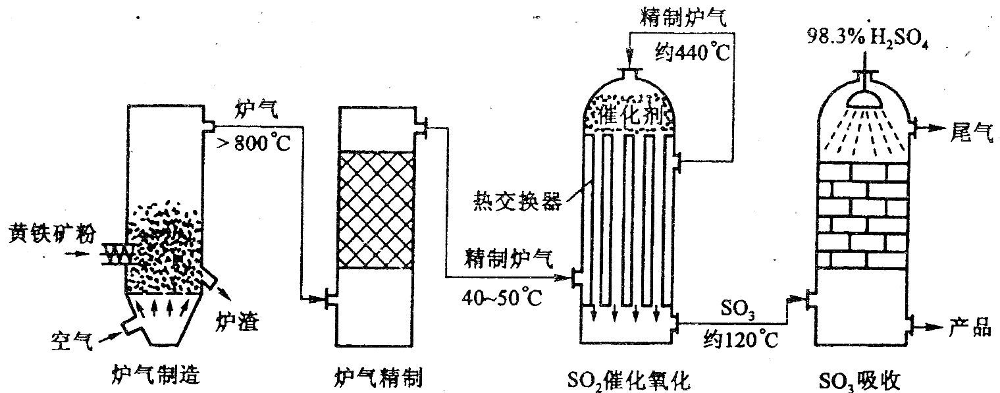 精制炉气
约440℃
98.3% H₂SO₄
炉气
>800℃
催化剂
尾气
热交换器
黄铁矿粉
精制炉气
40~50℃
炉渣
空气
SO₃
约120℃
产品
炉气制造
炉气精制
SO₂催化氧化
SO₃吸收